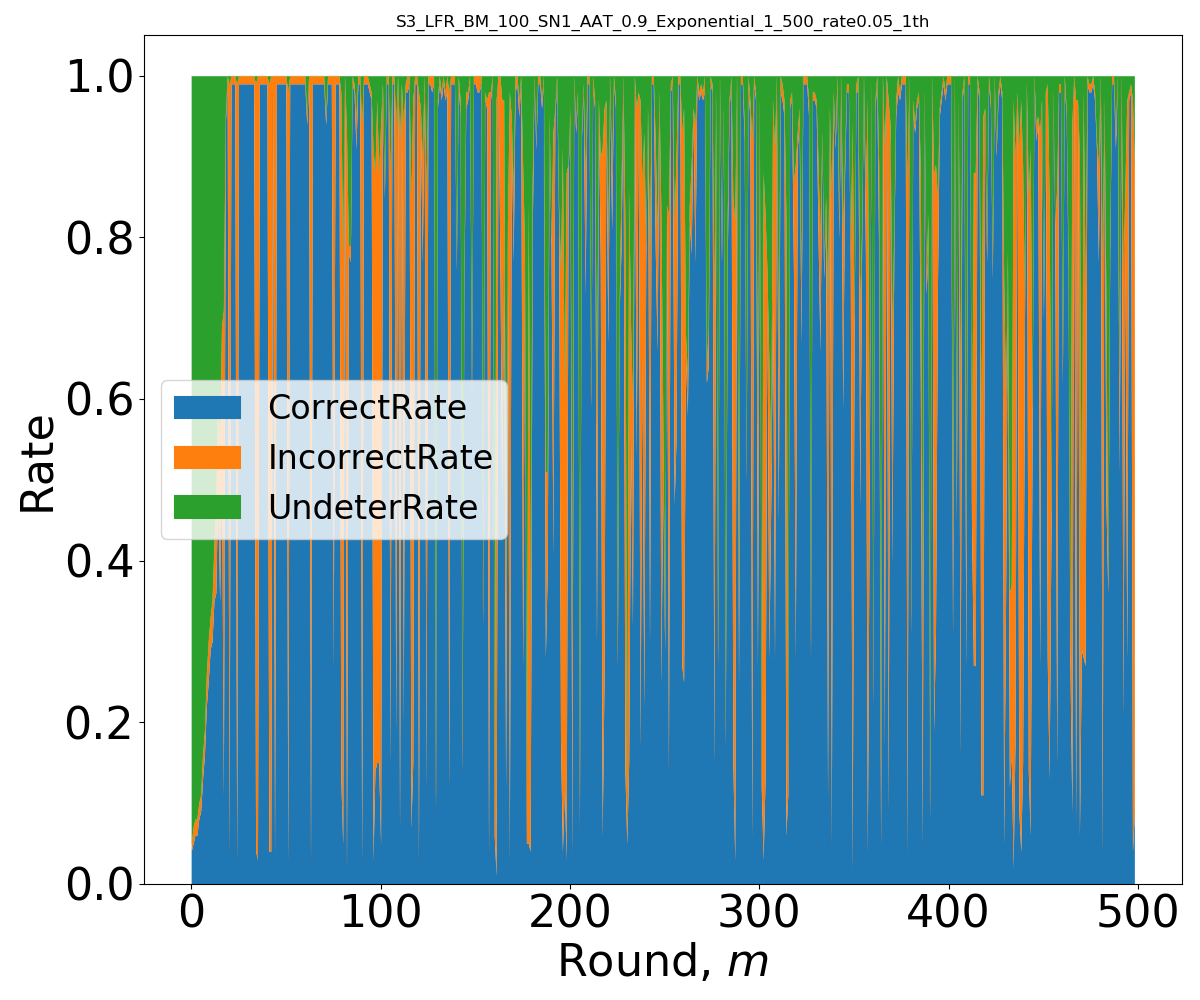 S3_LFR_BM_100_SN1_AAT_0.9_Exponential_1_500_rate0.05_1th
1.0
0.8
0.6
0.4
0.2
0.0
Rate
CorrectRate
IncorrectRate
UndeterRate
0 100 200 300 400 500
Round, m